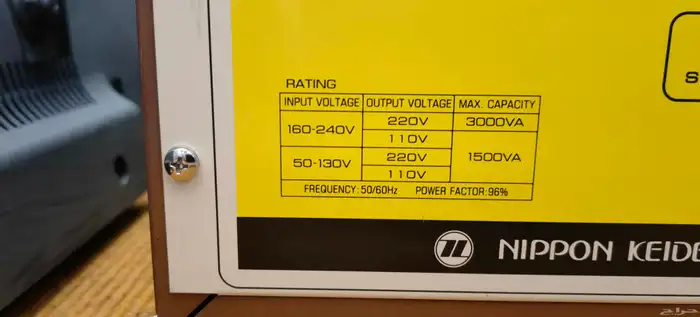 RATING
INPUT VOLTAGE OUTPUT VOLTAGE MAX. CAPACITY
160-240V 220V 3000VA
110V 1500VA
50-130V 220V
110V
FREQUENCY: 50/60Hz POWER FACTOR:96%
S
NIPPON KEIDE
حراج